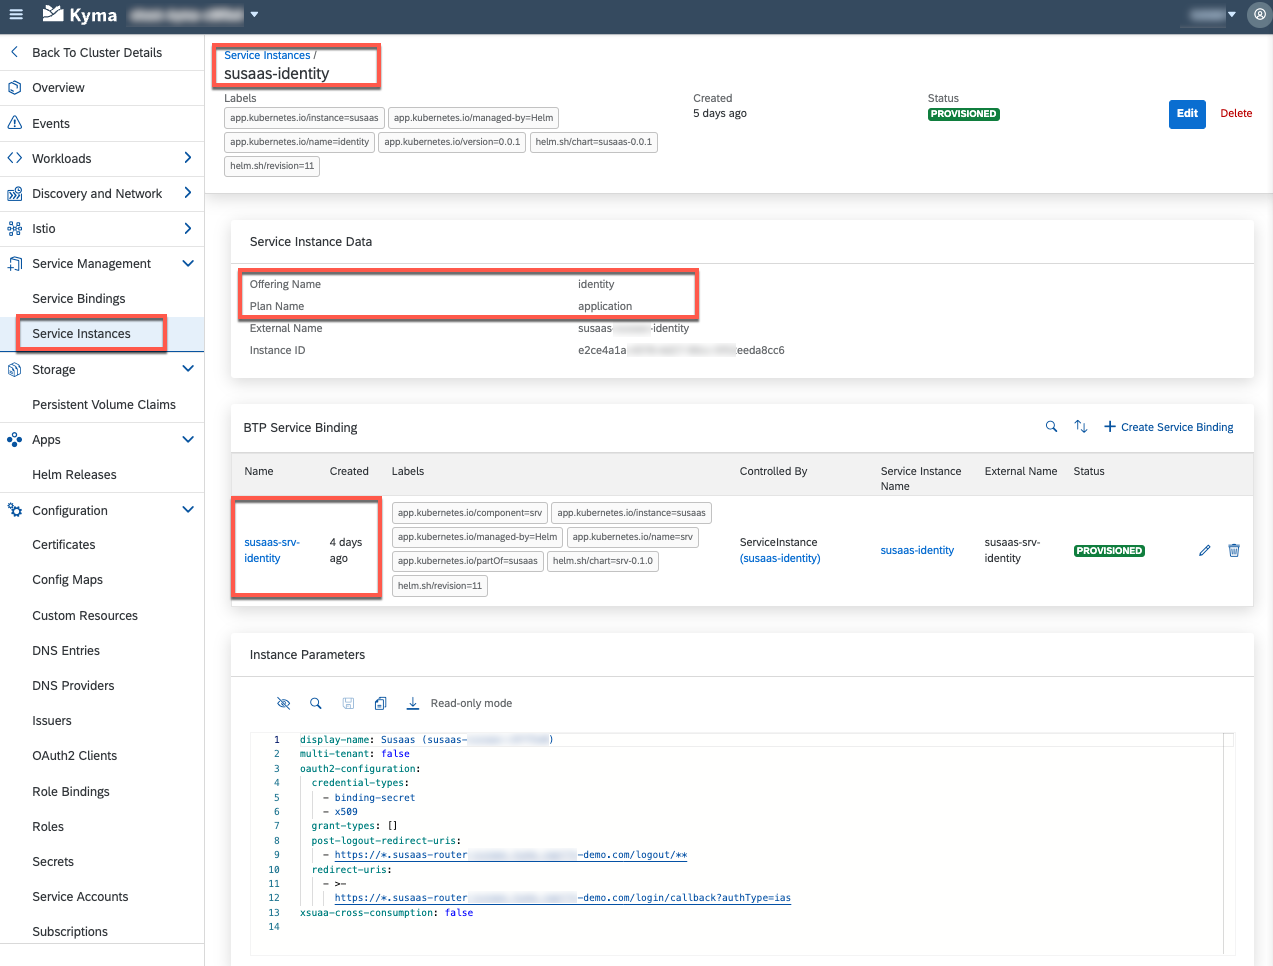 Kyma
Back To Cluster Details
Overview
Events
Workloads
Discovery and Network
Istio
Service Management
Service Bindings
Service Instances
Storage
Persistent Volume Claims
Apps
Helm Releases
Configuration
Certificates
Config Maps
Custom Resources
DNS Entries
DNS Providers
Issuers
OAuth2 Clients
Role Bindings
Roles
Secrets
Service Accounts
Subscriptions
Service Instances /
susaas-identity
Labels
app.kubernetes.io/instance=susaas app.kubernetes.io/managed-by=Helm
app.kubernetes.io/name=identity app.kubernetes.io/version=0.0.1 helm.sh/chart=susaas-0.0.1
helm.sh/revision=11
Created
5 days ago
Status
PROVISIONED
Edit Delete
Service Instance Data
Offering Name identity
Plan Name application
External Name susaas -identity
Instance ID e2ce4a1a eeda8cc6
BTP Service Binding
Create Service Binding
Name Created Labels Controlled By Service Instance Name External Name Status
susaas-srv-identity
4 days ago
app.kubernetes.io/component=srv app.kubernetes.io/instance=susaas
app.kubernetes.io/managed-by=Helm app.kubernetes.io/name=srv
app.kubernetes.io/partOf=susaas helm.sh/chart=srv-0.1.0
helm.sh/revision=11
ServiceInstance
(susaas-identity)
susaas-identity
susaas-srv-identity
PROVISIONED
Instance Parameters
Read-only mode
1 display-name: Susaas (susaas- )
2 multi-tenant: false
3 oauth2-configuration:
4 credential-types:
5 - binding-secret
6 - x509
7 grant-types: []
8 post-logout-redirect-uris:
9 - https://*.susaas-router -demo.com/logout/**
10 redirect-uris:
11 - >-
12 https://*.susaas-router -demo.com/login/callback?authType=ias
13 xsuaa-cross-consumption: false
14